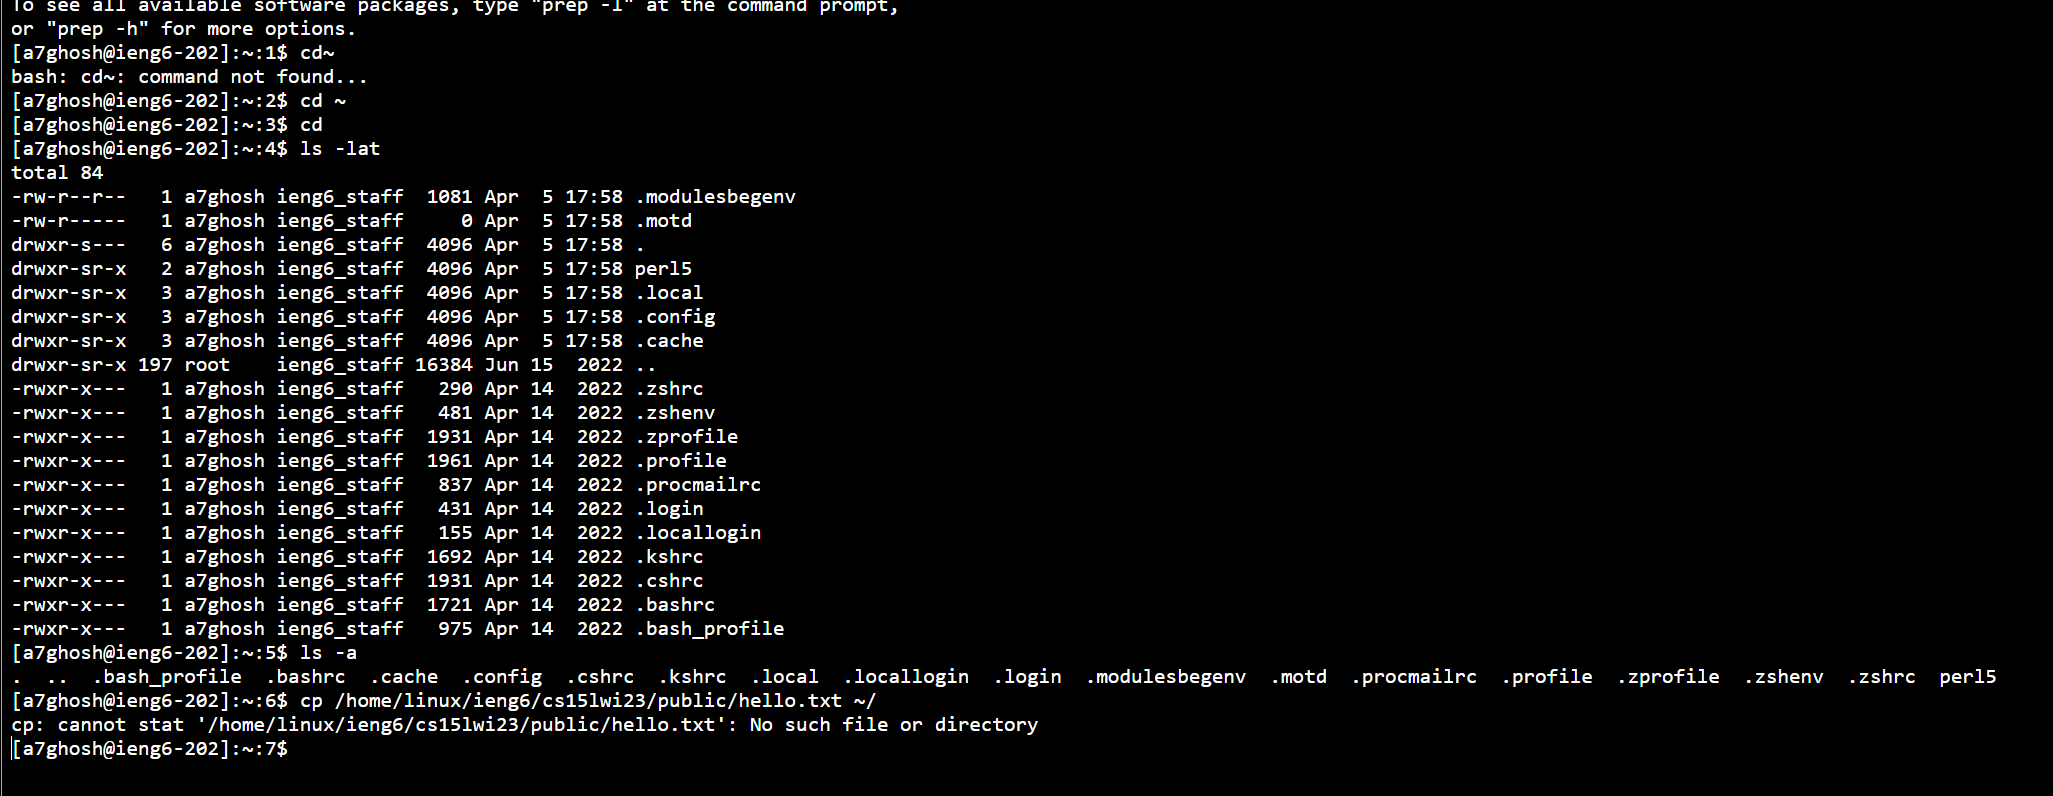 To see all available software packages, type "prep -l" at the command prompt,
or "prep -h" for more options.
[a7ghosh@ieng6-202]:~:1$ cd~
bash: cd~: command not found...
[a7ghosh@ieng6-202]:~:2$ cd ~
[a7ghosh@ieng6-202]:~:3$ cd
[a7ghosh@ieng6-202]:~:4$ ls -lat
total 84
-rw-r--r--   1 a7ghosh ieng6_staff  1081 Apr  5 17:58 .modulesbegenv
-rw-r-----   1 a7ghosh ieng6_staff     0 Apr  5 17:58 .motd
drwxr-s---   6 a7ghosh ieng6_staff  4096 Apr  5 17:58 .
drwxr-sr-x   2 a7ghosh ieng6_staff  4096 Apr  5 17:58 perl5
drwxr-sr-x   3 a7ghosh ieng6_staff  4096 Apr  5 17:58 .local
drwxr-sr-x   3 a7ghosh ieng6_staff  4096 Apr  5 17:58 .config
drwxr-sr-x   3 a7ghosh ieng6_staff  4096 Apr  5 17:58 .cache
drwxr-sr-x 197 root    ieng6_staff 16384 Jun 15  2022 ..
-rwxr-x---   1 a7ghosh ieng6_staff   290 Apr 14  2022 .zshrc
-rwxr-x---   1 a7ghosh ieng6_staff   481 Apr 14  2022 .zshenv
-rwxr-x---   1 a7ghosh ieng6_staff  1931 Apr 14  2022 .zprofile
-rwxr-x---   1 a7ghosh ieng6_staff  1961 Apr 14  2022 .profile
-rwxr-x---   1 a7ghosh ieng6_staff   837 Apr 14  2022 .procmailrc
-rwxr-x---   1 a7ghosh ieng6_staff   431 Apr 14  2022 .login
-rwxr-x---   1 a7ghosh ieng6_staff   155 Apr 14  2022 .locallogin
-rwxr-x---   1 a7ghosh ieng6_staff  1692 Apr 14  2022 .kshrc
-rwxr-x---   1 a7ghosh ieng6_staff  1931 Apr 14  2022 .cshrc
-rwxr-x---   1 a7ghosh ieng6_staff  1721 Apr 14  2022 .bashrc
-rwxr-x---   1 a7ghosh ieng6_staff   975 Apr 14  2022 .bash_profile
[a7ghosh@ieng6-202]:~:5$ ls -a
.  ..  .bash_profile  .bashrc  .cache  .config  .cshrc  .kshrc  .local  .locallogin  .login  .modulesbegenv  .motd  .procmailrc  .profile  .zprofile  .zshenv  .zshrc  perl5
[a7ghosh@ieng6-202]:~:6$ cp /home/linux/ieng6/cs15lwi23/public/hello.txt ~/
cp: cannot stat '/home/linux/ieng6/cs15lwi23/public/hello.txt': No such file or directory
[a7ghosh@ieng6-202]:~:7$